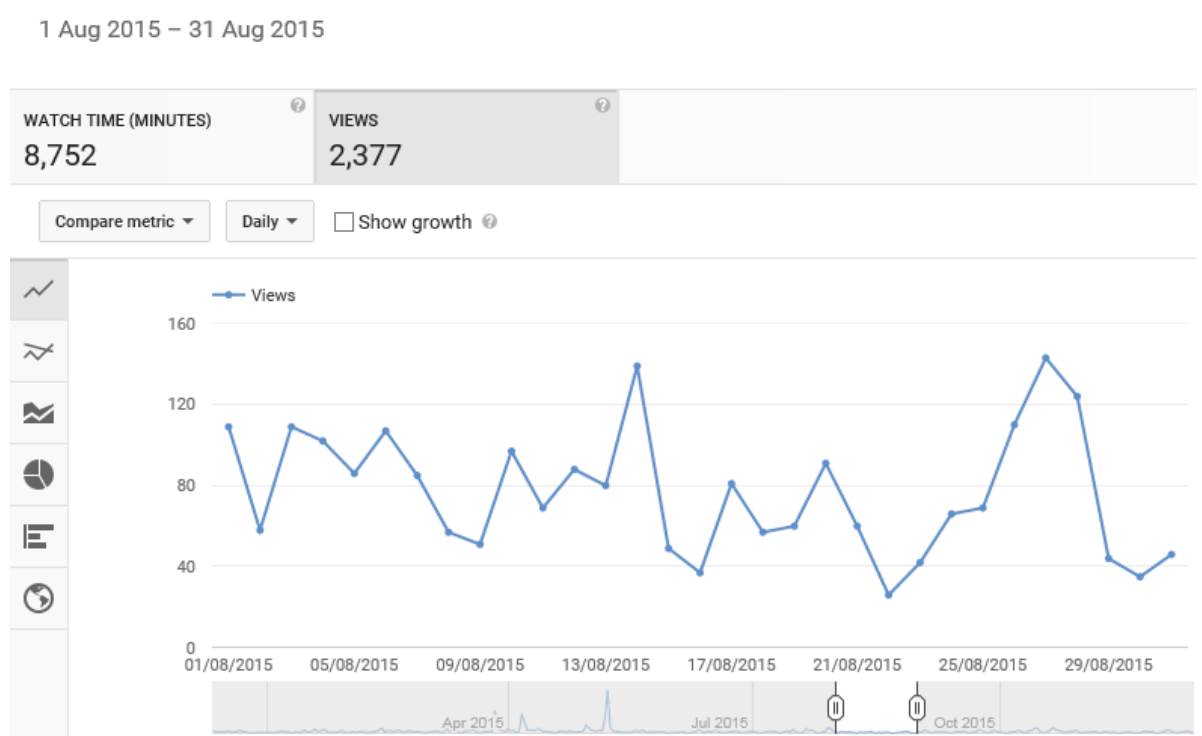 1 Aug 2015 – 31 Aug 2015
WATCH TIME (MINUTES)
8,752
VIEWS
2,377
Compare metric
Daily
Show growth
Views
160
120
80
40
0
01/08/2015 05/08/2015 09/08/2015 13/08/2015 17/08/2015 21/08/2015 25/08/2015 29/08/2015
Apr 2015 Jul 2015 Oct 2015